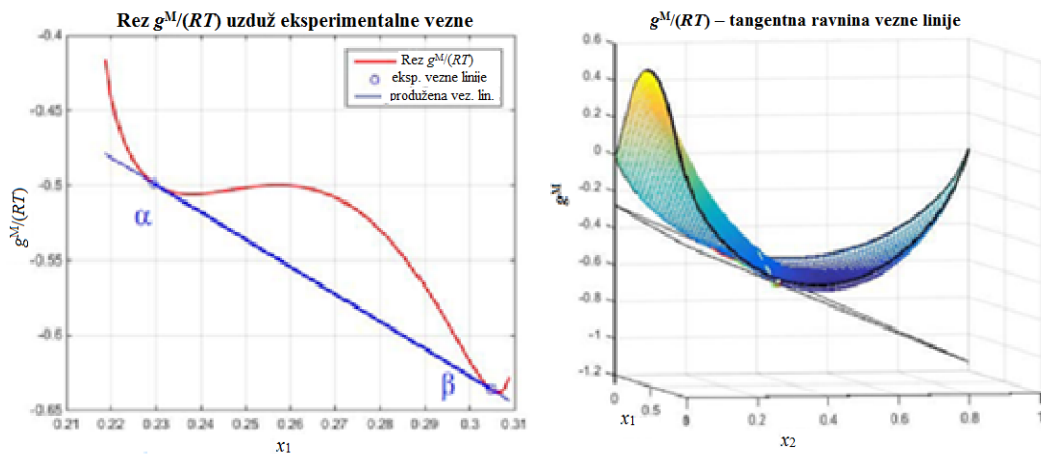 Rez g^M/(RT) uzduž eksperimentalne vezne
-0.4
-0.45
-0.5
-0.55
-0.6
-0.65
g^M/(RT)
Rez g^M/(RT)
eksp. vezne linije
produžena vez. lin.
α
β
0.21 0.22 0.23 0.24 0.25 0.26 0.27 0.28 0.29 0.3 0.31
x1
g^M/(RT) – tangentna ravnina vezne linije
0.6
0.4
0.2
0
-0.2
-0.4
-0.6
-0.8
-1
-1.2
g^M
0 0.5
x1
0.2 0.4 0.6 0.8 1
x2